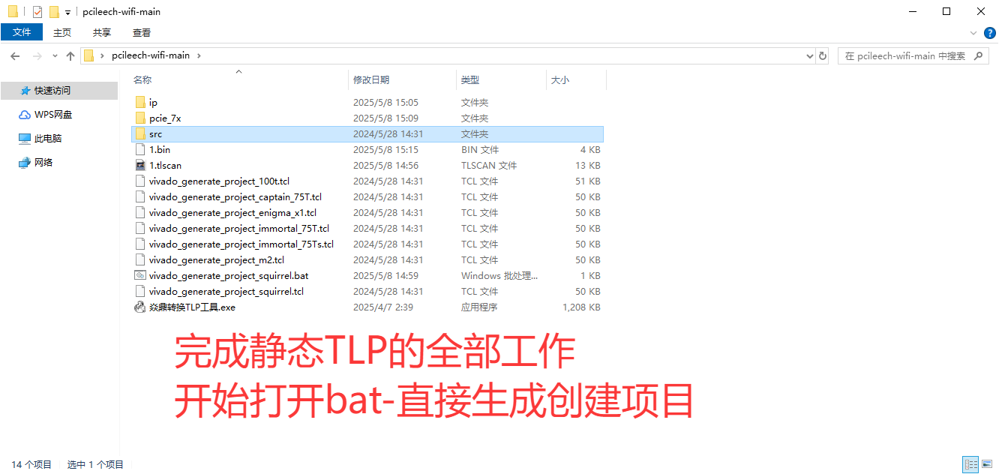 pcileech-wifi-main
文件 主页 共享 查看
pcileech-wifi-main
在 pcileech-wifi-main 中搜索
快速访问
WPS网盘
此电脑
网络
名称 修改日期 类型 大小
ip 2025/5/8 15:05 文件夹
pcie_7x 2025/5/8 15:09 文件夹
src 2024/5/28 14:31 文件夹
1.bin 2025/5/8 15:15 BIN 文件 4 KB
1.tlscan 2025/5/8 14:56 TLSCAN 文件 13 KB
vivado_generate_project_100t.tcl 2024/5/28 14:31 TCL 文件 51 KB
vivado_generate_project_captain_75T.tcl 2024/5/28 14:31 TCL 文件 50 KB
vivado_generate_project_enigma_x1.tcl 2024/5/28 14:31 TCL 文件 50 KB
vivado_generate_project_immortal_75T.tcl 2024/5/28 14:31 TCL 文件 50 KB
vivado_generate_project_immortal_75Ts.tcl 2024/5/28 14:31 TCL 文件 50 KB
vivado_generate_project_m2.tcl 2024/5/28 14:31 TCL 文件 50 KB
vivado_generate_project_squirrel.bat 2025/5/8 14:59 Windows 批处理... 1 KB
vivado_generate_project_squirrel.tcl 2024/5/28 14:31 TCL 文件 50 KB
焱鼎转换TLP工具.exe 2025/4/7 2:39 应用程序 1,208 KB
完成静态TLP的全部工作
开始打开bat-直接生成创建项目
14 个项目 选中 1 个项目